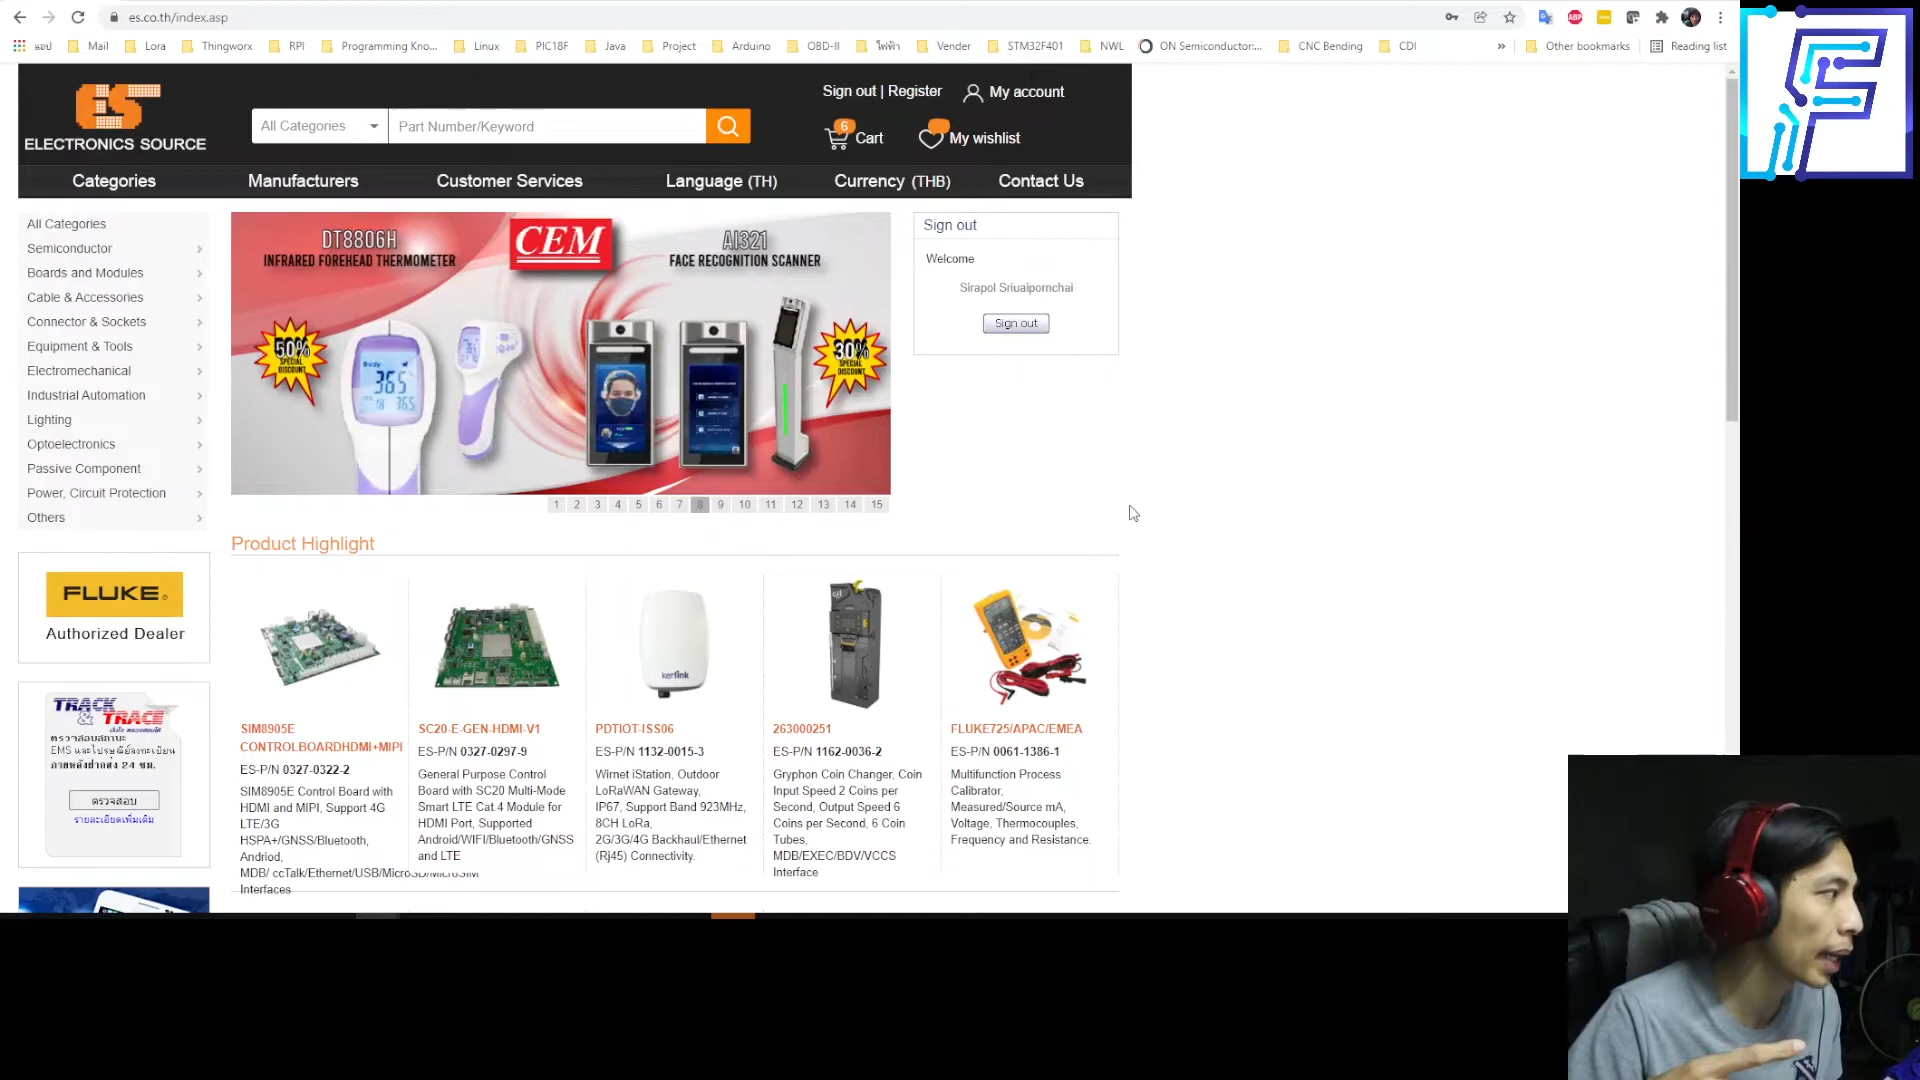 es.co.th/index.asp
แอป Mail Lora Thingworx RPI Programming Kno... Linux PIC18F Java Project Arduino OBD-II ไฟฟ้า Vender STM32F401 NWL ON Semiconductor:... CNC Bending CDI » Other bookmarks Reading list
ES
ELECTRONICS SOURCE
All Categories
Part Number/Keyword
Sign out | Register
My account
6
Cart
My wishlist
Categories Manufacturers Customer Services Language (TH) Currency (THB) Contact Us
All Categories
Semiconductor
Boards and Modules
Cable & Accessories
Connector & Sockets
Equipment & Tools
Electromechanical
Industrial Automation
Lighting
Optoelectronics
Passive Component
Power, Circuit Protection
Others
DT8806H
INFRARED FOREHEAD THERMOMETER
CEM
AI321
FACE RECOGNITION SCANNER
50%
SPECIAL
DISCOUNT
Body
36.5
30%
SPECIAL
DISCOUNT
1 2 3 4 5 6 7 8 9 10 11 12 13 14 15
Sign out
Welcome
Sirapol Sriuaipornchai
Sign out
FLUKE
Authorized Dealer
TRACK
& TRACE
ตรวจสอบสถานะ
EMS และไปรษณีย์ลงทะเบียน
ภายหลังฝากส่ง 24 ชม.
ตรวจสอบ
รายละเอียดเพิ่มเติม
Product Highlight
kerlink
SIM8905E
CONTROLBOARDHDMI+MIPI
ES-P/N 0327-0322-2
SIM8905E Control Board with
HDMI and MIPI, Support 4G
LTE/3G
HSPA+/GNSS/Bluetooth,
Andriod,
MDB/ ccTalk/Ethernet/USB/MicroSD/MicroSIM
Interfaces
SC20-E-GEN-HDMI-V1
ES-P/N 0327-0297-9
General Purpose Control
Board with SC20 Multi-Mode
Smart LTE Cat.4 Module for
HDMI Port, Supported
Android/WIFI/Bluetooth/GNSS
and LTE
PDTIOT-ISS06
ES-P/N 1132-0015-3
Wirnet iStation, Outdoor
LoRaWAN Gateway,
IP67, Support Band 923MHz,
8CH LoRa,
2G/3G/4G Backhaul/Ethernet
(Rj45) Connectivity.
263000251
ES-P/N 1162-0036-2
Gryphon Coin Changer, Coin
Input Speed 2 Coins per
Second, Output Speed 6
Coins per Second, 6 Coin
Tubes,
MDB/EXEC/BDV/VCCS
Interface
FLUKE725/APAC/EMEA
ES-P/N 0061-1386-1
Multifunction Process
Calibrator,
Measured/Source mA,
Voltage, Thermocouples,
Frequency and Resistance.